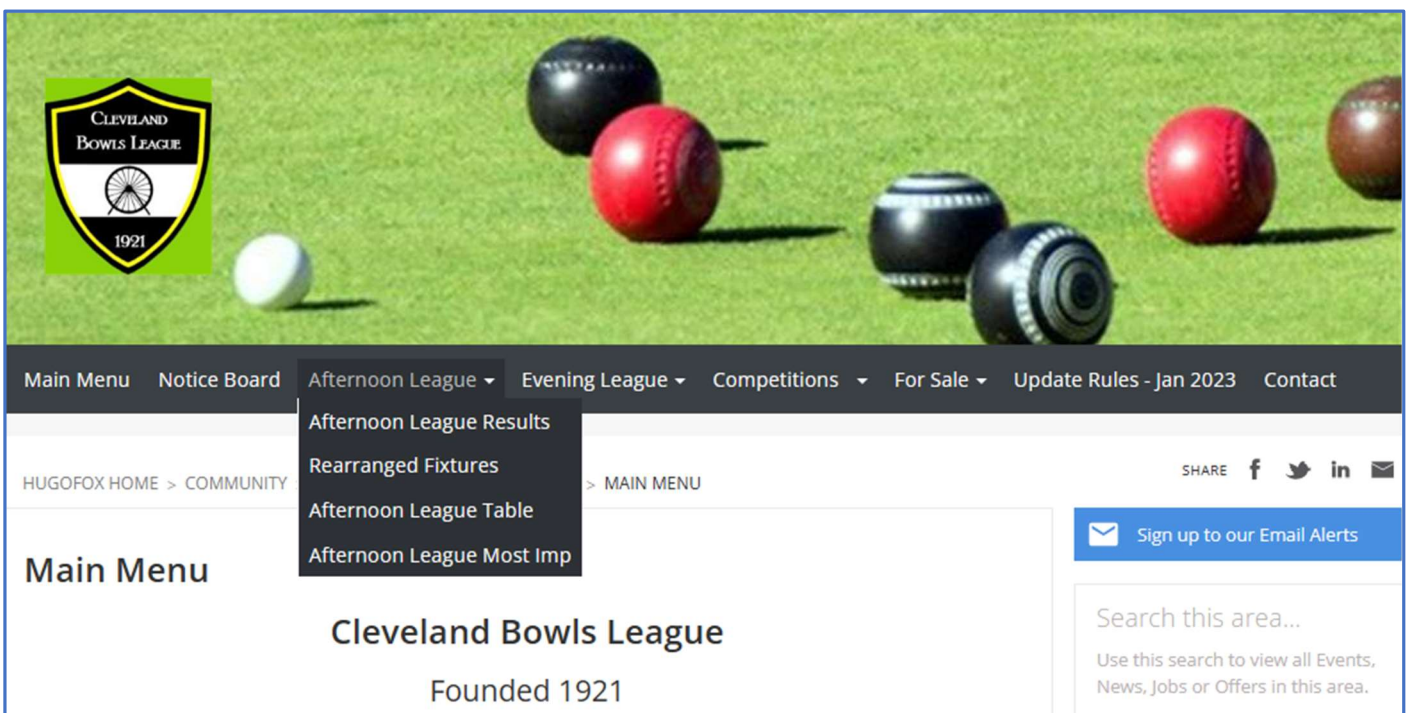 CLEVELAND
BOWLS LEAGUE
1921
Main Menu Notice Board Afternoon League Evening League Competitions For Sale Update Rules - Jan 2023 Contact
Afternoon League Results
Rearranged Fixtures
Afternoon League Table
Afternoon League Most Imp
HUGOFOX HOME > COMMUNITY > MAIN MENU
SHARE f in
Sign up to our Email Alerts
Main Menu
Cleveland Bowls League
Founded 1921
Search this area...
Use this search to view all Events,
News, Jobs or Offers in this area.